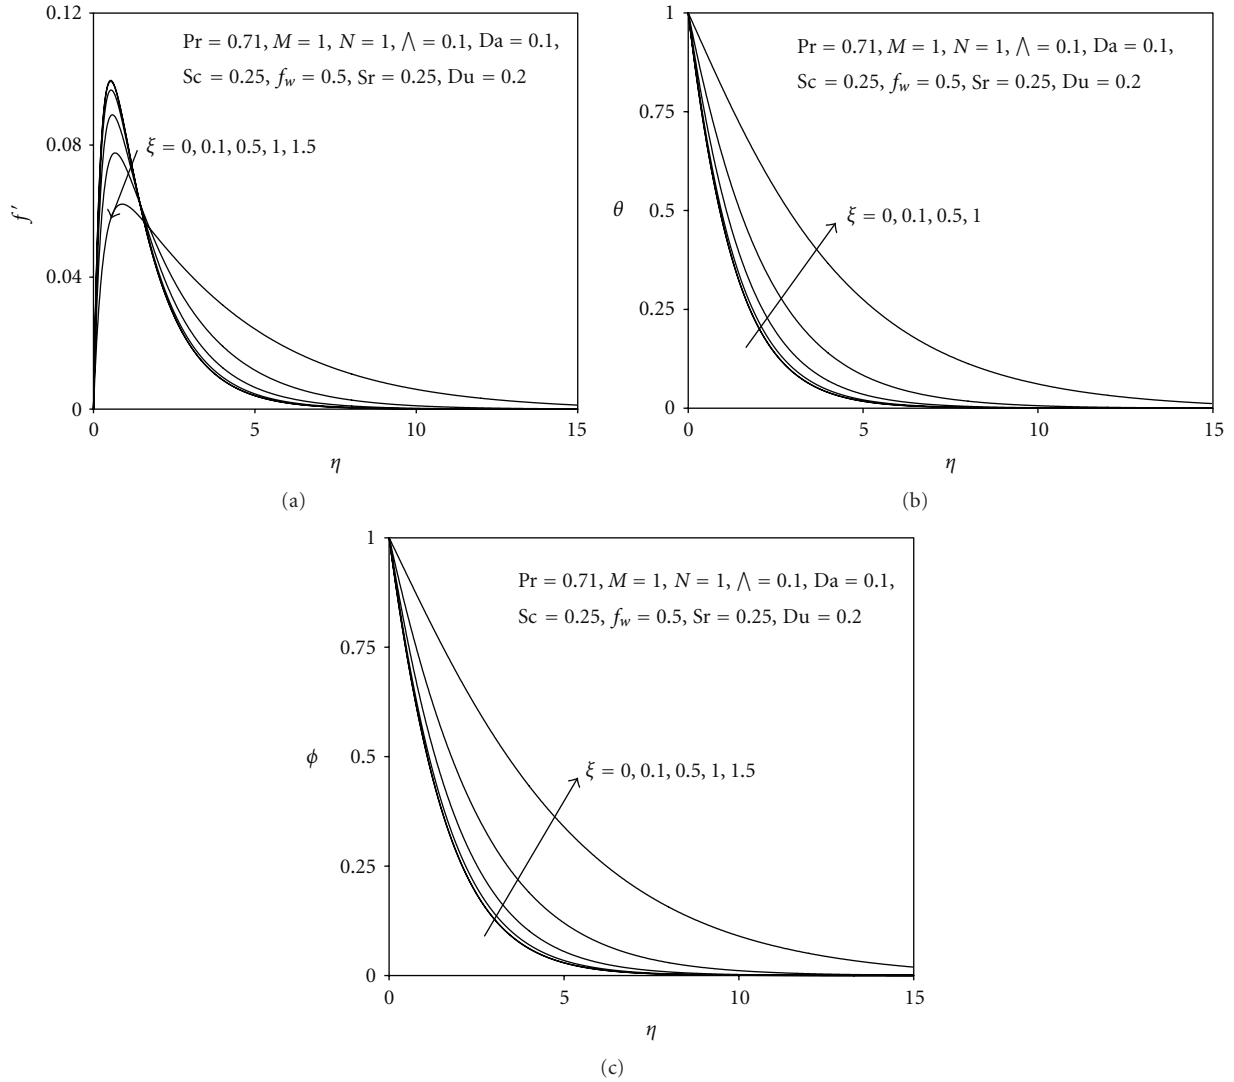 0.12
0.08
0.04
0
f′
Pr = 0.71, M = 1, N = 1, ⋀ = 0.1, Da = 0.1,
Sc = 0.25, f_w = 0.5, Sr = 0.25, Du = 0.2
ξ = 0, 0.1, 0.5, 1, 1.5
0 5 10 15
η
(a)
1
0.75
0.5
0.25
0
θ
Pr = 0.71, M = 1, N = 1, ⋀ = 0.1, Da = 0.1,
Sc = 0.25, f_w = 0.5, Sr = 0.25, Du = 0.2
ξ = 0, 0.1, 0.5, 1
0 5 10 15
η
(b)
1
0.75
0.5
0.25
0
ϕ
Pr = 0.71, M = 1, N = 1, ⋀ = 0.1, Da = 0.1,
Sc = 0.25, f_w = 0.5, Sr = 0.25, Du = 0.2
ξ = 0, 0.1, 0.5, 1, 1.5
0 5 10 15
η
(c)